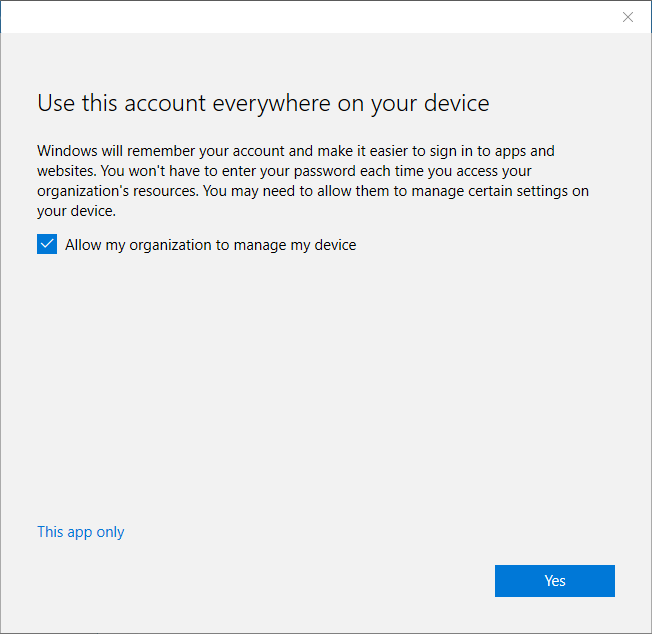 Use this account everywhere on your device
Windows will remember your account and make it easier to sign in to apps and
websites. You won't have to enter your password each time you access your
organization's resources. You may need to allow them to manage certain settings on
your device.
Allow my organization to manage my device
This app only
Yes